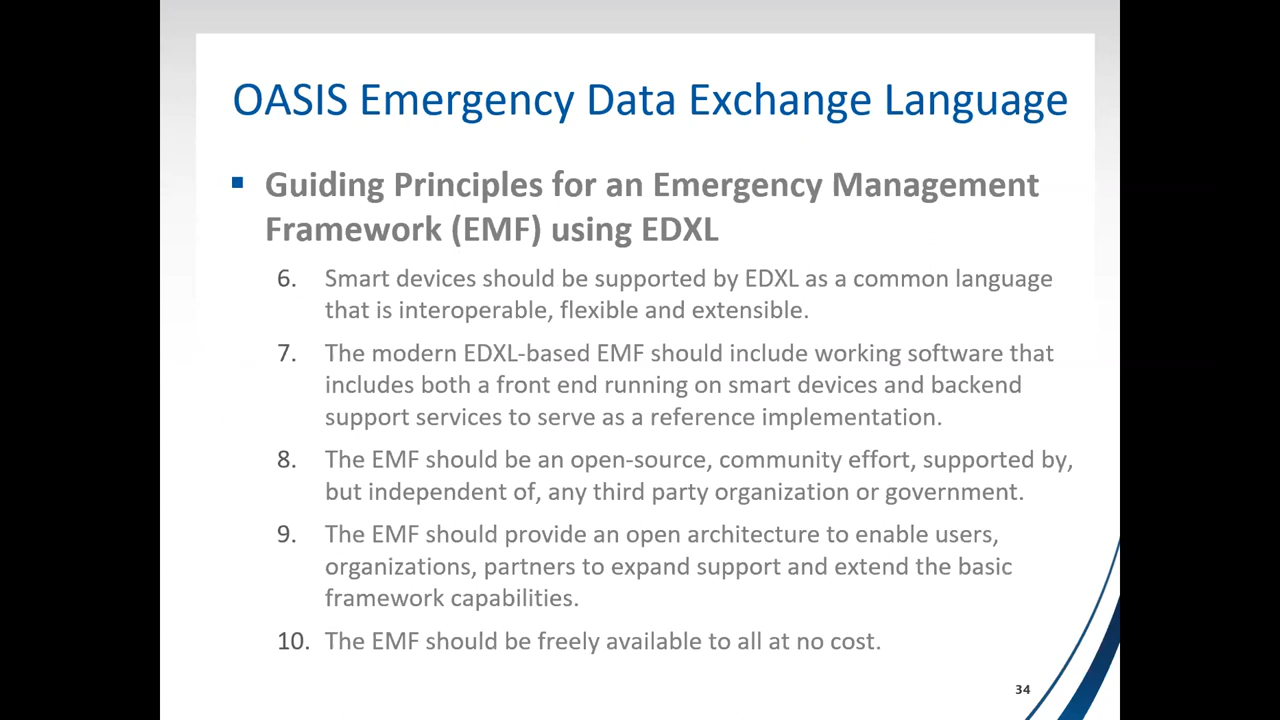 OASIS Emergency Data Exchange Language
▪ Guiding Principles for an Emergency Management
Framework (EMF) using EDXL
6. Smart devices should be supported by EDXL as a common language
that is interoperable, flexible and extensible.
7. The modern EDXL-based EMF should include working software that
includes both a front end running on smart devices and backend
support services to serve as a reference implementation.
8. The EMF should be an open-source, community effort, supported by,
but independent of, any third party organization or government.
9. The EMF should provide an open architecture to enable users,
organizations, partners to expand support and extend the basic
framework capabilities.
10. The EMF should be freely available to all at no cost.
34